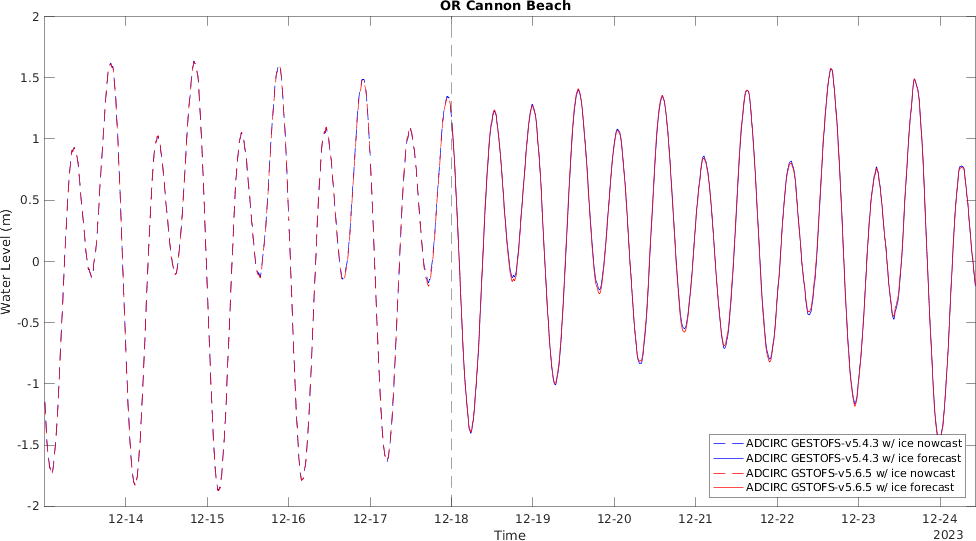 OR Cannon Beach
Water Level (m)
2
1.5
1
0.5
0
-0.5
-1
-1.5
-2
ADCIRC GESTOFS-v5.4.3 w/ ice nowcast
ADCIRC GESTOFS-v5.4.3 w/ ice forecast
ADCIRC GSTOFS-v5.6.5 w/ ice nowcast
ADCIRC GSTOFS-v5.6.5 w/ ice forecast
12-14 12-15 12-16 12-17 12-18 12-19 12-20 12-21 12-22 12-23 12-24
Time
2023